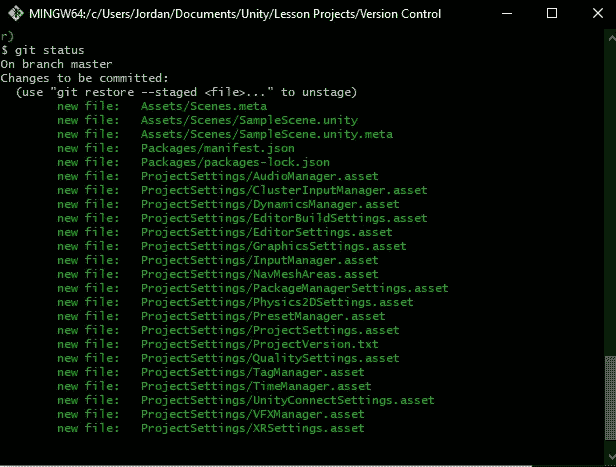 MINGW64:/c/Users/Jordan/Documents/Unity/Lesson Projects/Version Control
r)
$ git status
On branch master
Changes to be committed:
  (use "git restore --staged <file>..." to unstage)
        new file:   Assets/Scenes.meta
        new file:   Assets/Scenes/SampleScene.unity
        new file:   Assets/Scenes/SampleScene.unity.meta
        new file:   Packages/manifest.json
        new file:   Packages/packages-lock.json
        new file:   ProjectSettings/AudioManager.asset
        new file:   ProjectSettings/ClusterInputManager.asset
        new file:   ProjectSettings/DynamicsManager.asset
        new file:   ProjectSettings/EditorBuildSettings.asset
        new file:   ProjectSettings/EditorSettings.asset
        new file:   ProjectSettings/GraphicsSettings.asset
        new file:   ProjectSettings/InputManager.asset
        new file:   ProjectSettings/NavMeshAreas.asset
        new file:   ProjectSettings/PackageManagerSettings.asset
        new file:   ProjectSettings/Physics2DSettings.asset
        new file:   ProjectSettings/PresetManager.asset
        new file:   ProjectSettings/ProjectSettings.asset
        new file:   ProjectSettings/ProjectVersion.txt
        new file:   ProjectSettings/QualitySettings.asset
        new file:   ProjectSettings/TagManager.asset
        new file:   ProjectSettings/TimeManager.asset
        new file:   ProjectSettings/UnityConnectSettings.asset
        new file:   ProjectSettings/VFXManager.asset
        new file:   ProjectSettings/XRSettings.asset